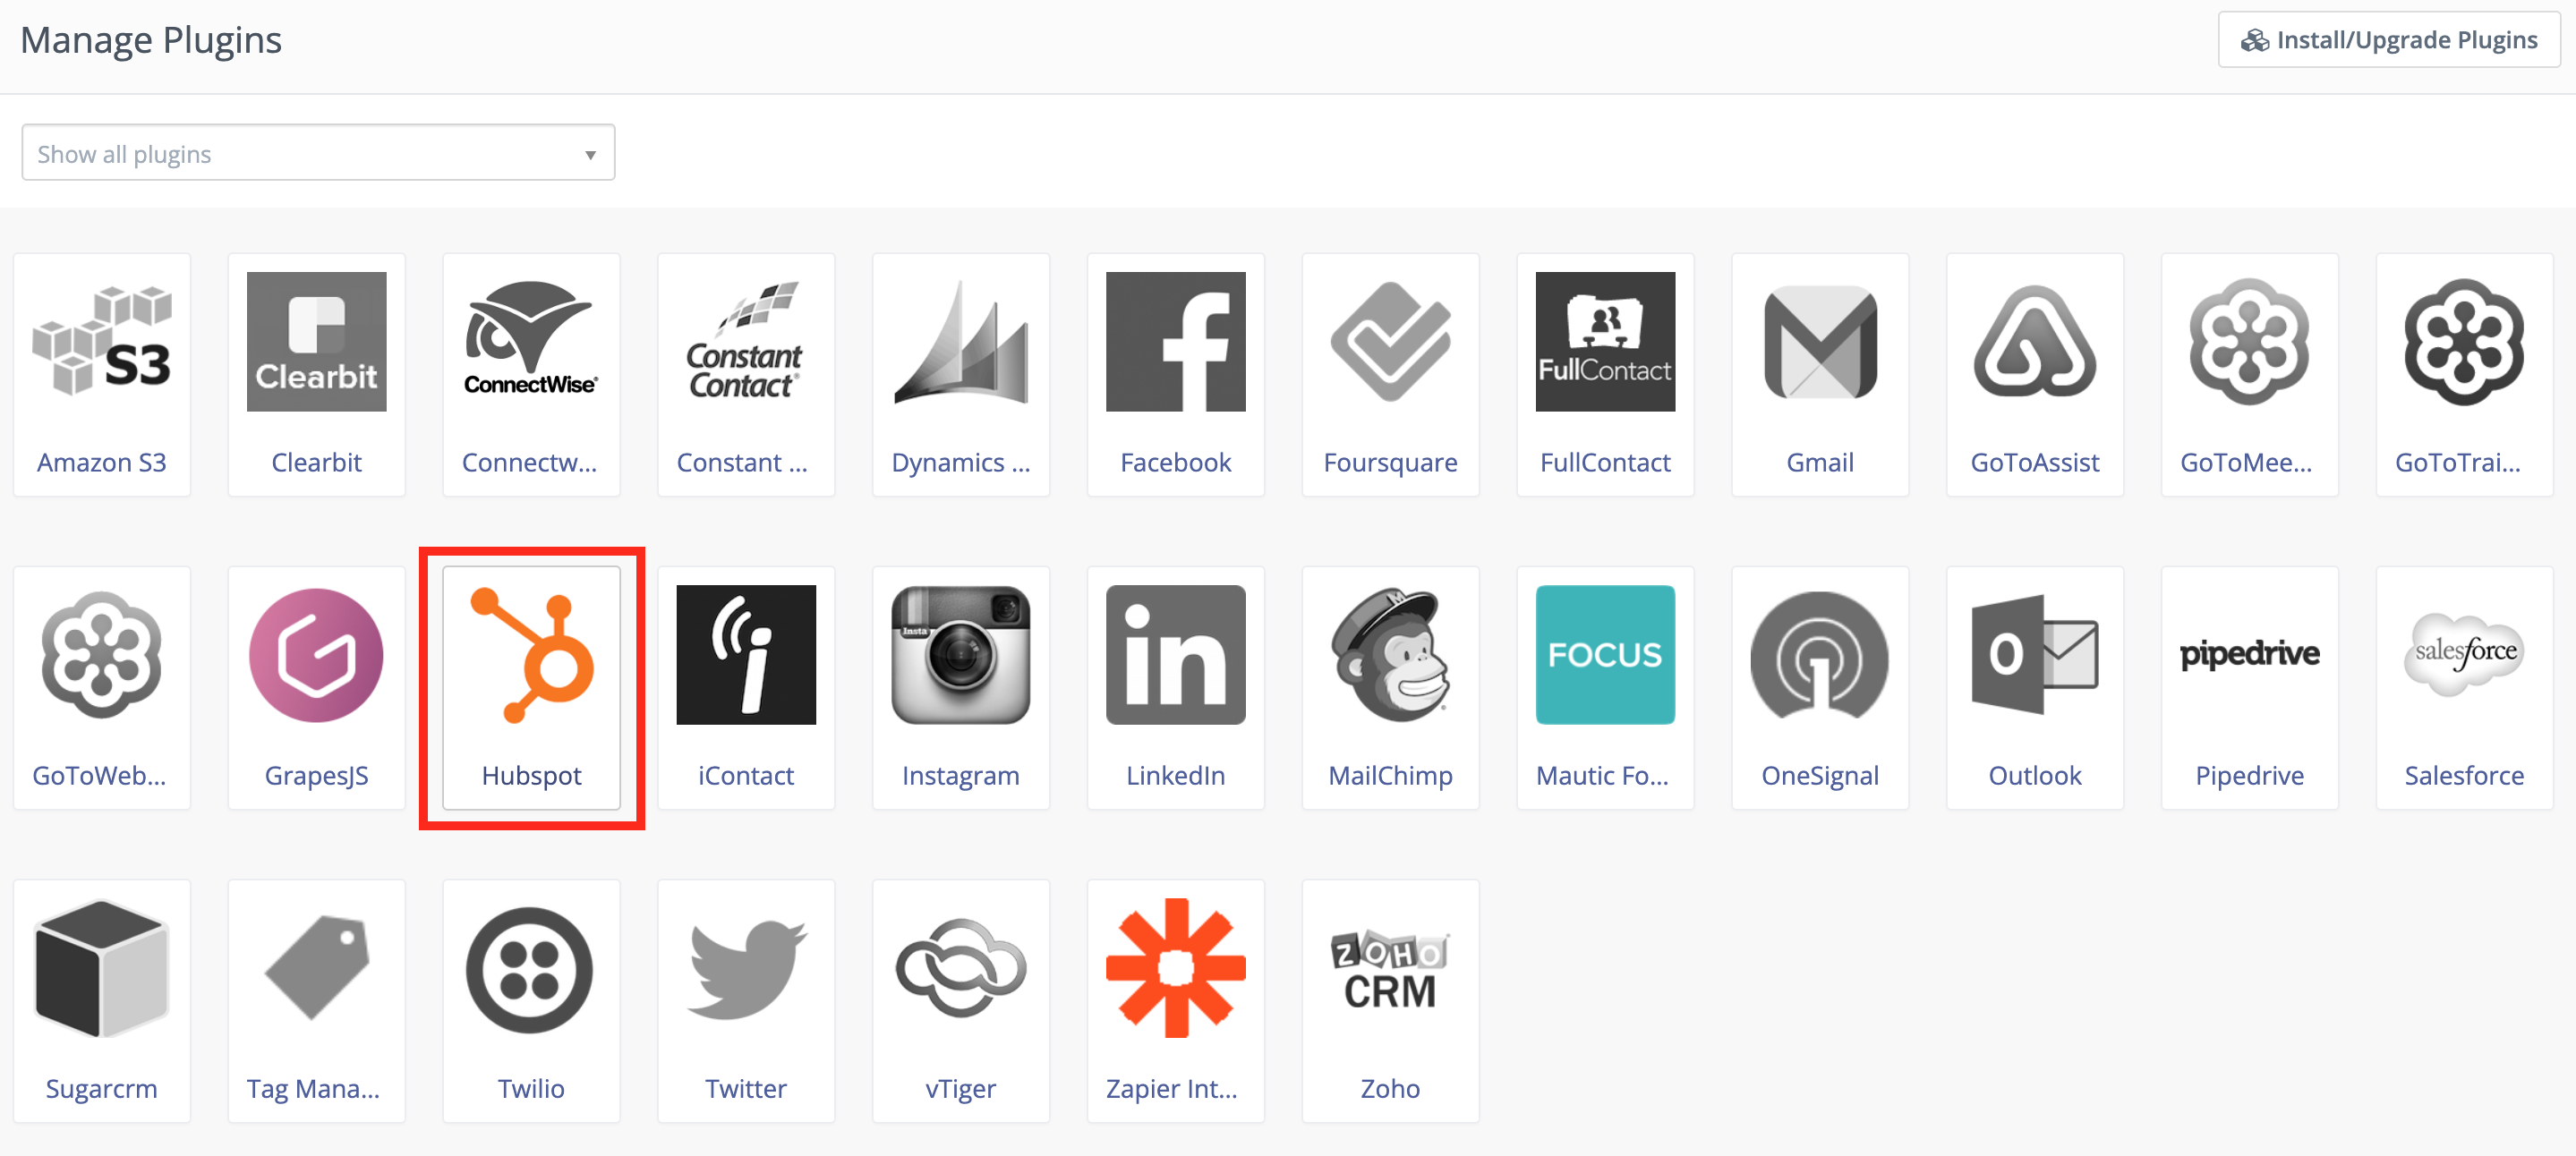 Manage Plugins
Install/Upgrade Plugins
Show all plugins
S3
Clearbit
ConnectWise®
Constant
Contact®
f
FullContact
Amazon S3
Clearbit
Connectw...
Constant ...
Dynamics ...
Facebook
Foursquare
FullContact
Gmail
GoToAssist
GoToMee...
GoToTrai...
i
Insta
in
M
FOCUS
O
pipedrive
salesforce
GoToWeb...
GrapesJS
Hubspot
iContact
Instagram
LinkedIn
MailChimp
Mautic Fo...
OneSignal
Outlook
Pipedrive
Salesforce
ZOHO
CRM
Sugarcrm
Tag Mana...
Twilio
Twitter
vTiger
Zapier Int...
Zoho